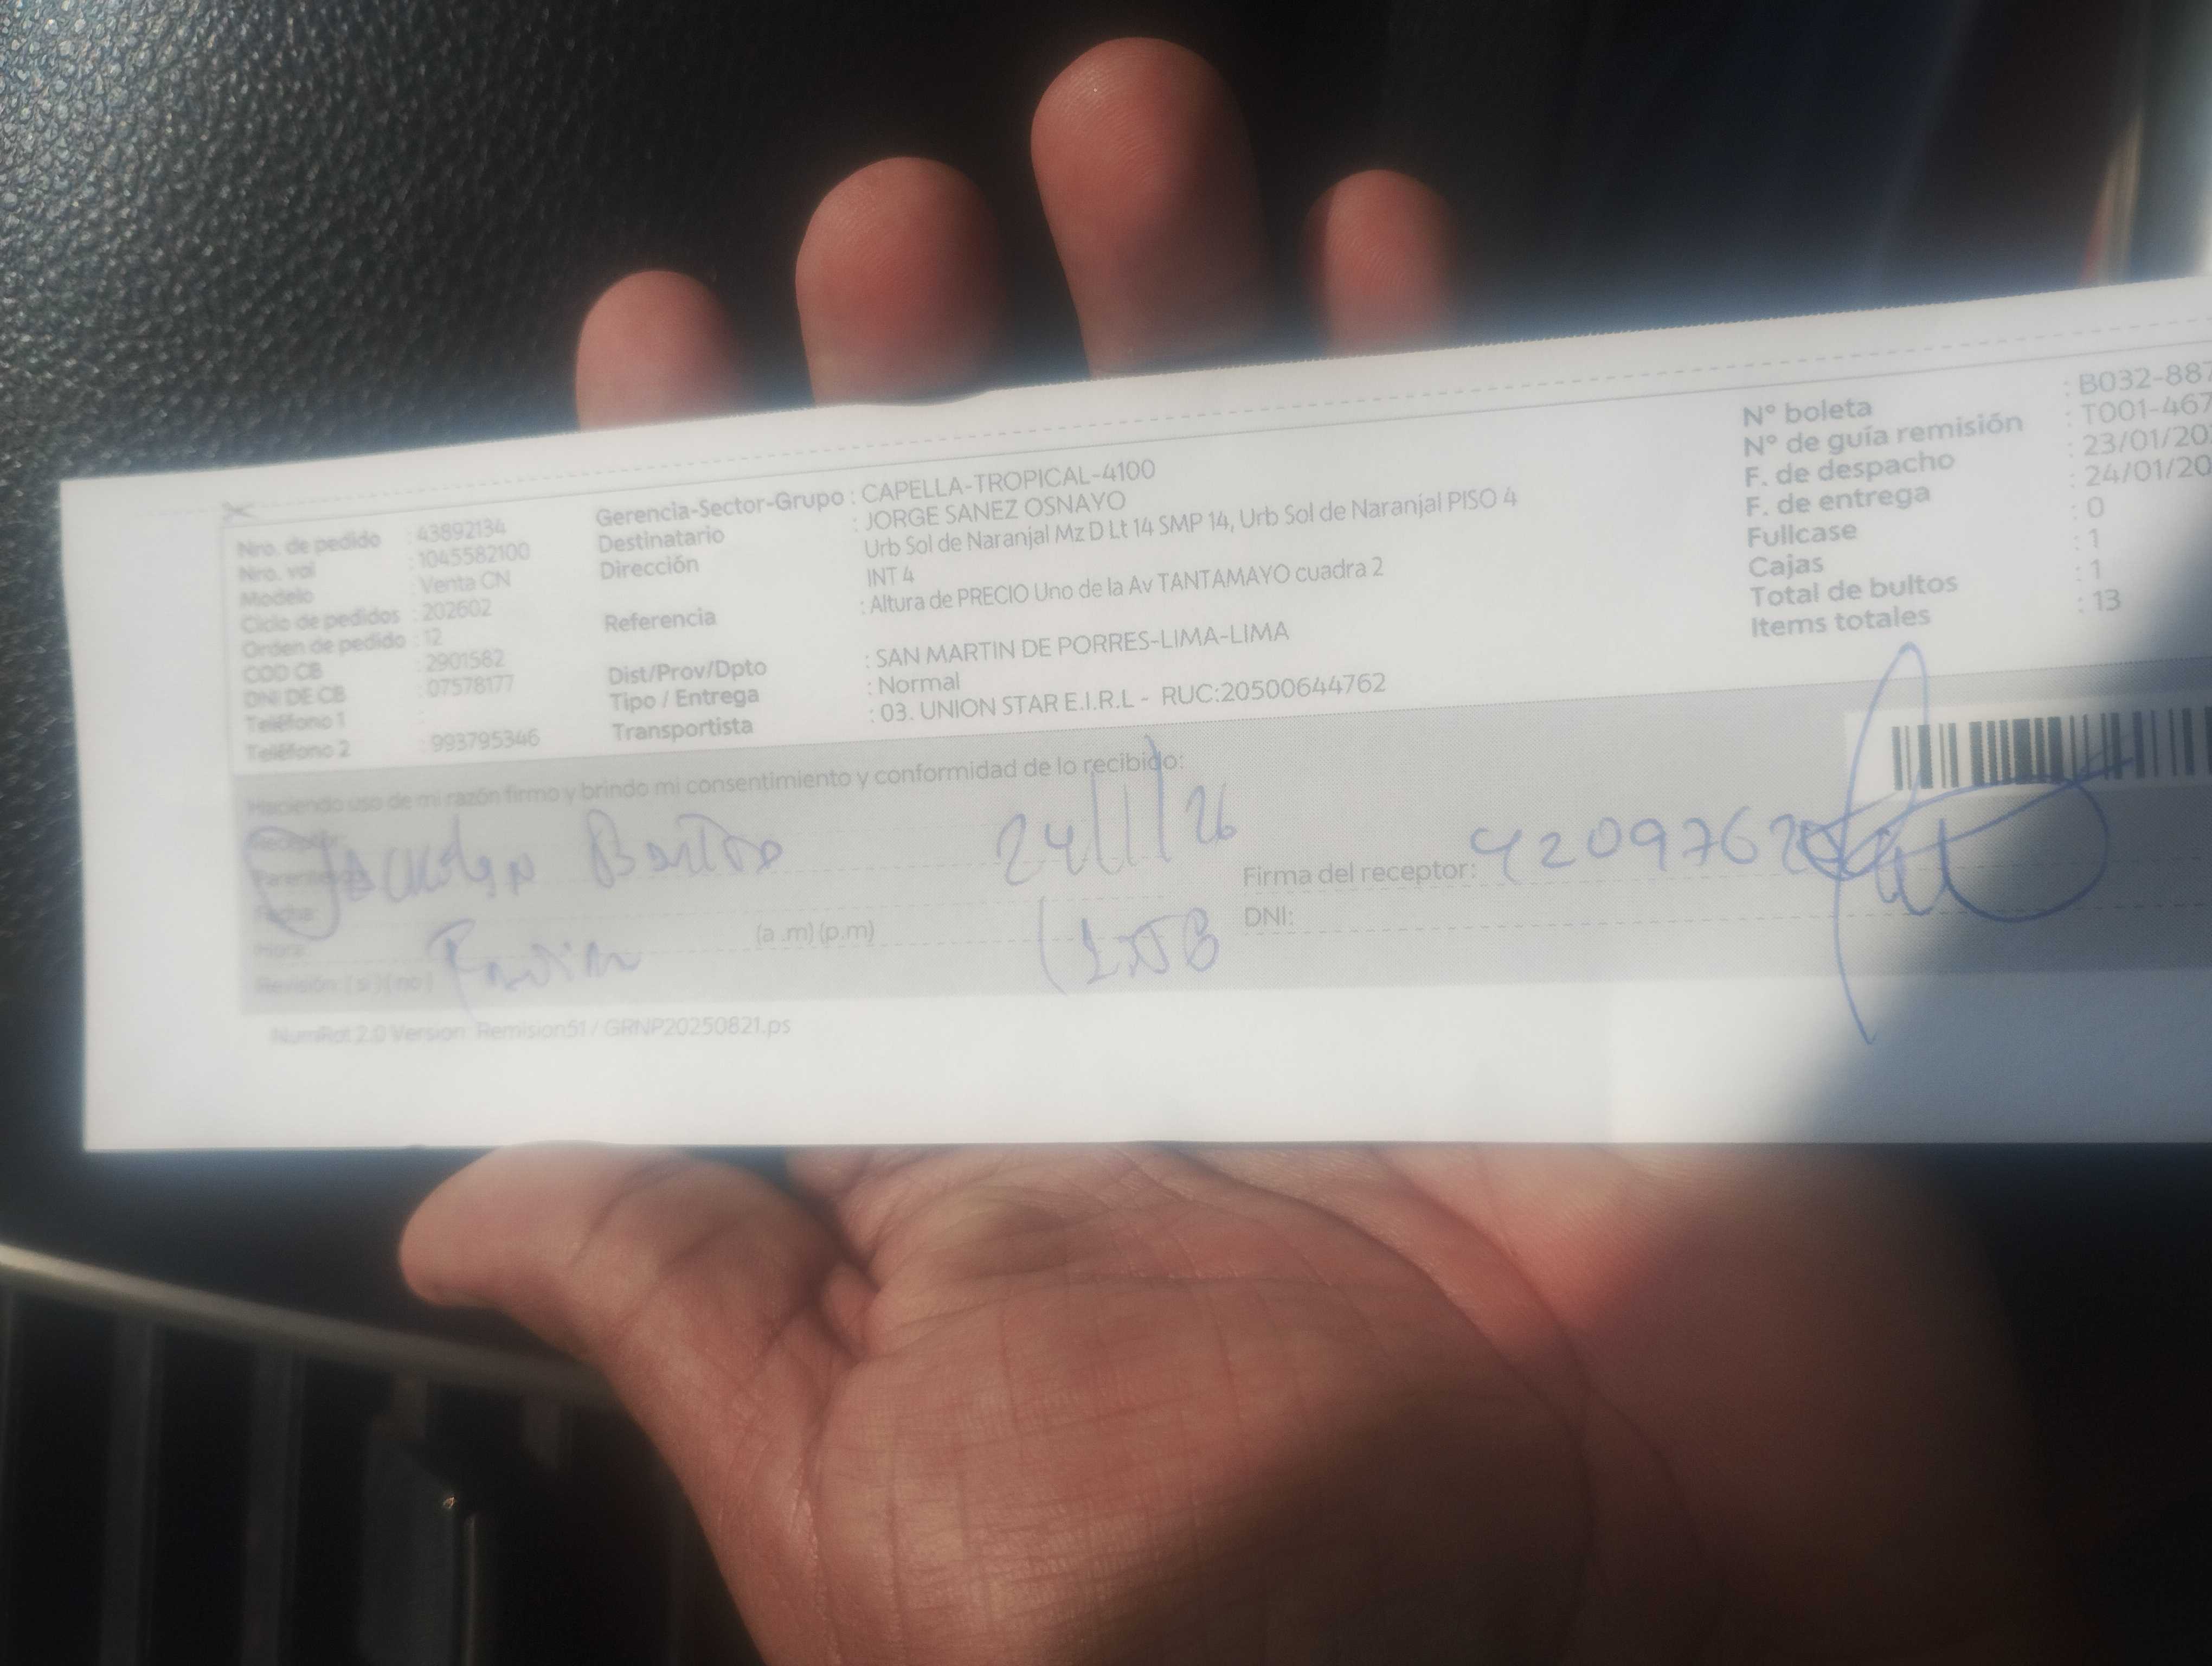 Nro. de pedido : 43892134
Nro. val : 1045582100
Modelo : Venta CN
Ciclo de pedidos : 202602
Orden de pedido : 12
COD CB : 2901582
DNI DE CB : 07578177
Teléfono 1 :
Teléfono 2 : 993795346
Gerencia-Sector-Grupo : CAPELLA-TROPICAL-4100
Destinatario : JORGE SANEZ OSNAYO
Dirección Urb Sol de Naranjal Mz D Lt 14 SMP 14, Urb Sol de Naranjal PISO 4
INT 4
Referencia : Altura de PRECIO Uno de la Av TANTAMAYO cuadra 2
Dist/Prov/Dpto : SAN MARTIN DE PORRES-LIMA-LIMA
Tipo / Entrega : Normal
Transportista : 03. UNION STAR E.I.R.L - RUC:20500644762
N° boleta : B032-887
N° de guía remisión : T001-467
F. de despacho : 23/01/20
F. de entrega : 24/01/20
Fullcase : 0
Cajas : 1
Total de bultos : 1
Items totales : 13
Haciendo uso de mi razón firmo y brindo mi consentimiento y conformidad de lo recibido:
Receptor:
24/1/26
Firma del receptor: 4209762
Fecha:
Hora: (a .m) (p.m)
DNI:
Revisión: ( si ) ( no )
NumRot 2.0 Version Remision51 / GRNP20250821.ps